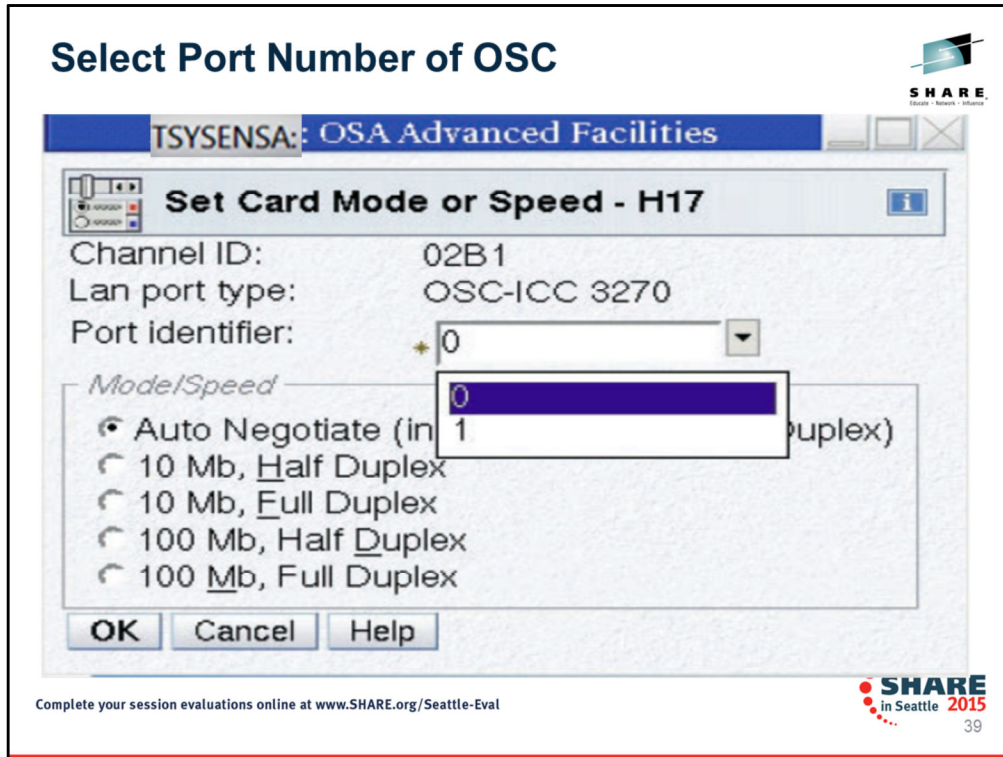 Select Port Number of OSC
S H A R E
Educate · Network · Influence
TSYSENSA: : OSA Advanced Facilities
Set Card Mode or Speed - H17
i
Channel ID: 02B1
Lan port type: OSC-ICC 3270
Port identifier: * 0
0
1
Mode/Speed
Auto Negotiate (in uplex)
10 Mb, Half Duplex
10 Mb, Full Duplex
100 Mb, Half Duplex
100 Mb, Full Duplex
OK Cancel Help
Complete your session evaluations online at www.SHARE.org/Seattle-Eval
SHARE
in Seattle 2015
39